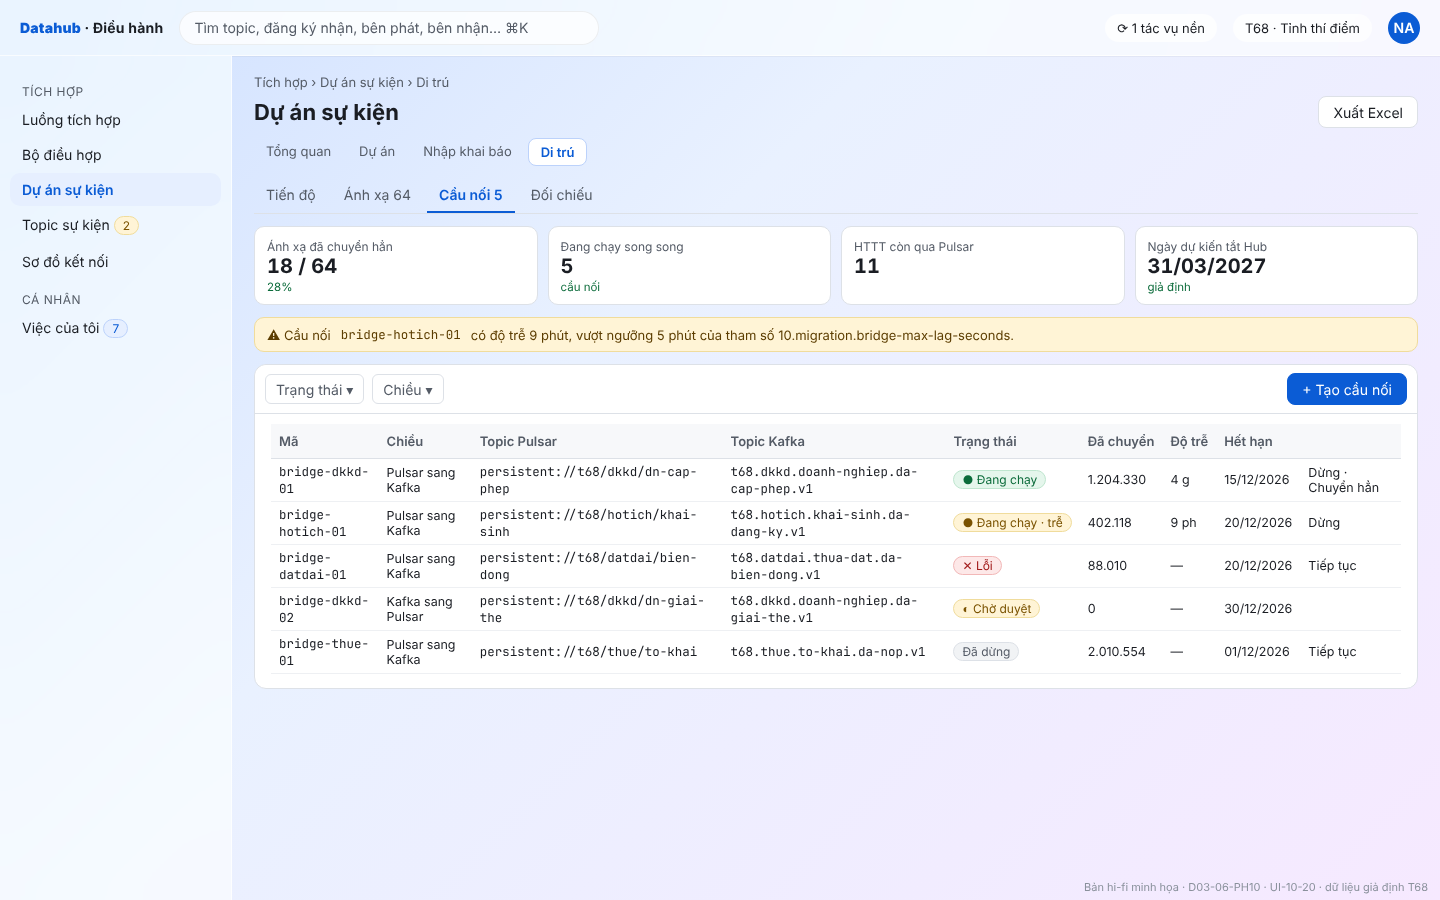 Datahub · Điều hành
Tìm topic, đăng ký nhận, bên phát, bên nhận... ⌘K
⟳ 1 tác vụ nền
T68 · Tỉnh thí điểm
NA
TÍCH HỢP
Luồng tích hợp
Bộ điều hợp
Dự án sự kiện
Topic sự kiện 2
Sơ đồ kết nối
CÁ NHÂN
Việc của tôi 7
Tích hợp › Dự án sự kiện › Di trú
Dự án sự kiện
Xuất Excel
Tổng quan Dự án Nhập khai báo Di trú
Tiến độ Ánh xạ 64 Cầu nối 5 Đối chiếu
Ánh xạ đã chuyển hẳn
18 / 64
28%
Đang chạy song song
5
cầu nối
HTTT còn qua Pulsar
11
Ngày dự kiến tắt Hub
31/03/2027
giả định
⚠ Cầu nối bridge-hotich-01 có độ trễ 9 phút, vượt ngưỡng 5 phút của tham số 10.migration.bridge-max-lag-seconds.
Trạng thái ▾ Chiều ▾
+ Tạo cầu nối
Mã Chiều Topic Pulsar Topic Kafka Trạng thái Đã chuyển Độ trễ Hết hạn
bridge-dkkd-
01
Pulsar sang
Kafka
persistent://t68/dkkd/dn-cap-
phep
t68.dkkd.doanh-nghiep.da-
cap-phep.v1
● Đang chạy
1.204.330
4 g
15/12/2026
Dừng ·
Chuyển hẳn
bridge-
hotich-01
Pulsar sang
Kafka
persistent://t68/hotich/khai-
sinh
t68.hotich.khai-sinh.da-
dang-ky.v1
● Đang chạy · trễ
402.118
9 ph
20/12/2026
Dừng
bridge-
datdai-01
Pulsar sang
Kafka
persistent://t68/datdai/bien-
dong
t68.datdai.thua-dat.da-
bien-dong.v1
✕ Lỗi
88.010
—
20/12/2026
Tiếp tục
bridge-dkkd-
02
Kafka sang
Pulsar
persistent://t68/dkkd/dn-giai-
the
t68.dkkd.doanh-nghiep.da-
giai-the.v1
◐ Chờ duyệt
0
—
30/12/2026
bridge-thue-
01
Pulsar sang
Kafka
persistent://t68/thue/to-khai
t68.thue.to-khai.da-nop.v1
Đã dừng
2.010.554
—
01/12/2026
Tiếp tục
Bản hi-fi minh họa · D03-06-PH10 · UI-10-20 · dữ liệu giả định T68